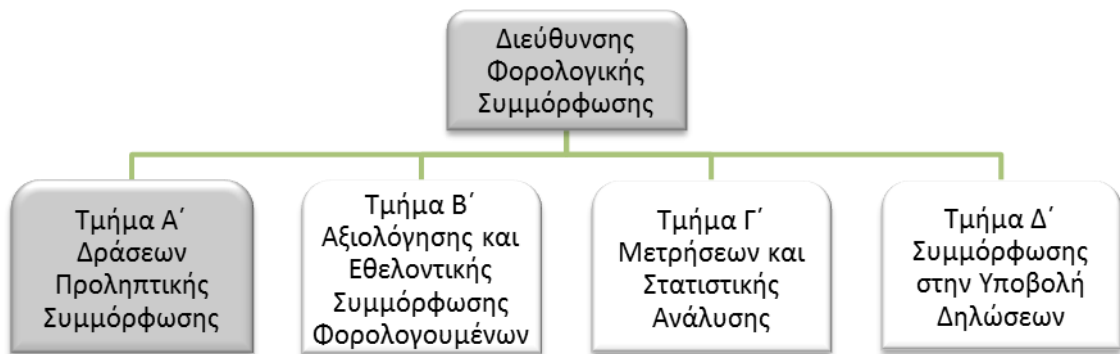 Διεύθυνσης
Φορολογικής
Συμμόρφωσης
Τμήμα Α΄
Δράσεων
Προληπτικής
Συμμόρφωσης
Τμήμα Β΄
Αξιολόγησης και
Εθελοντικής
Συμμόρφωσης
Φορολογουμένων
Τμήμα Γ΄
Μετρήσεων και
Στατιστικής
Ανάλυσης
Τμήμα Δ΄
Συμμόρφωσης
στην Υποβολή
Δηλώσεων